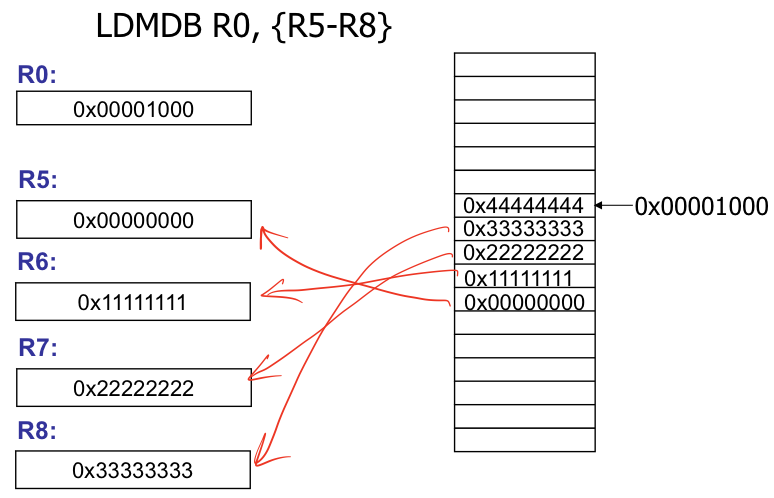 LDMDB R0, {R5-R8}
R0:
0x00001000
R5:
0x00000000
R6:
0x11111111
R7:
0x22222222
R8:
0x33333333
0x44444444
0x00001000
0x33333333
0x22222222
0x11111111
0x00000000